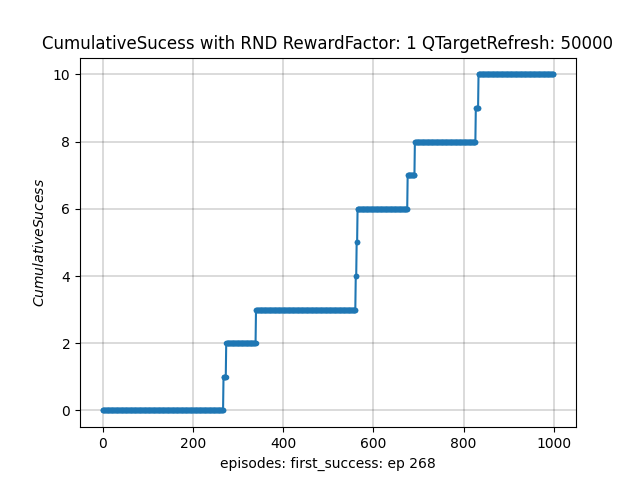 CumulativeSucess with RND RewardFactor: 1 QTargetRefresh: 50000
10
8
6
4
2
0
CumulativeSucess
0 200 400 600 800 1000
episodes: first_success: ep 268